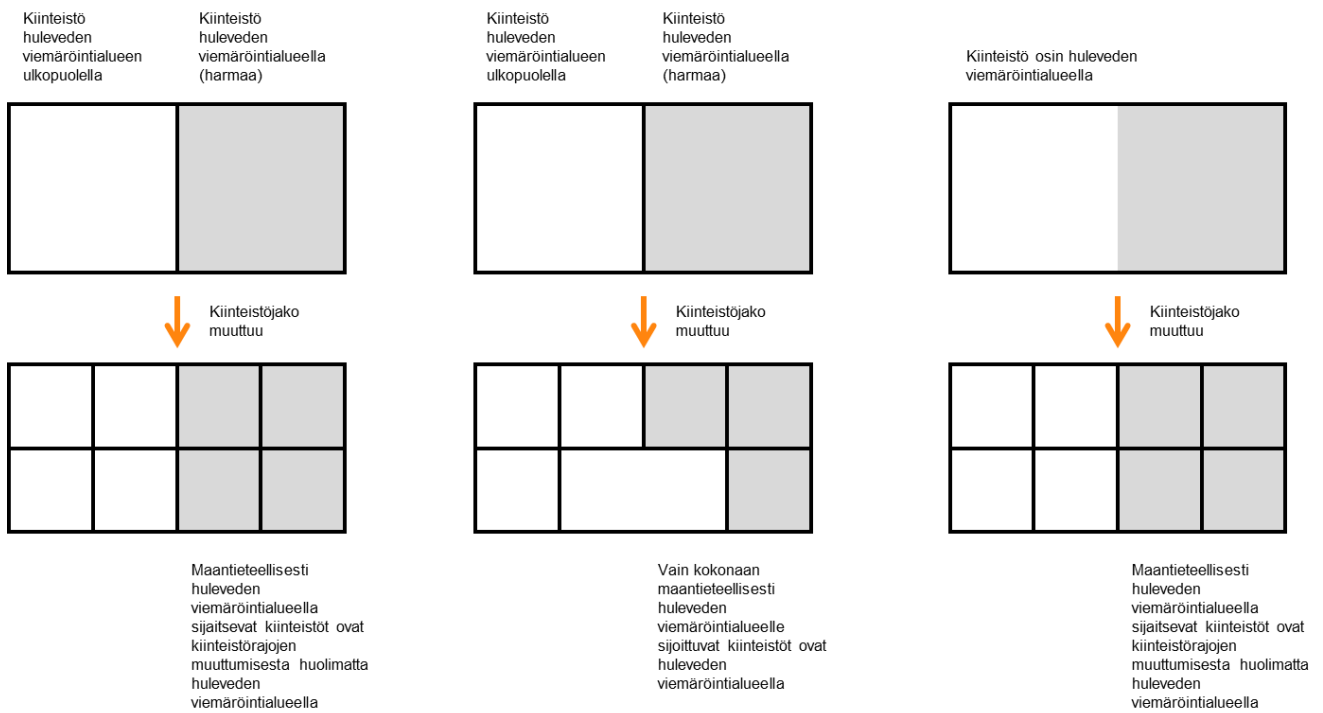 Kiinteistö
huleveden
viemäröintialueen
ulkopuolella
Kiinteistö
huleveden
viemäröintialueella
(harmaa)
Kiinteistö
huleveden
viemäröintialueen
ulkopuolella
Kiinteistö
huleveden
viemäröintialueella
(harmaa)
Kiinteistö osin huleveden
viemäröintialueella
Kiinteistöjako
muuttuu
Kiinteistöjako
muuttuu
Kiinteistöjako
muuttuu
Maantieteellisesti
huleveden
viemäröintialueella
sijaitsevat kiinteistöt ovat
kiinteistörajojen
muuttumisesta huolimatta
huleveden
viemäröintialueella
Vain kokonaan
maantieteellisesti
huleveden
viemäröintialueelle
sijoittuvat kiinteistöt ovat
huleveden
viemäröintialueella
Maantieteellisesti
huleveden
viemäröintialueella
sijaitsevat kiinteistöt ovat
kiinteistörajojen
muuttumisesta huolimatta
huleveden
viemäröintialueella